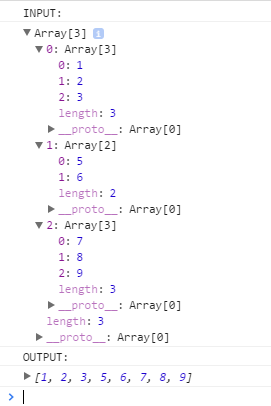 INPUT:
▼ Array[3] i
▼ 0: Array[3]
0: 1
1: 2
2: 3
length: 3
▶ __proto__: Array[0]
▼ 1: Array[2]
0: 5
1: 6
length: 2
▶ __proto__: Array[0]
▼ 2: Array[3]
0: 7
1: 8
2: 9
length: 3
▶ __proto__: Array[0]
length: 3
▶ __proto__: Array[0]
OUTPUT:
▶ [1, 2, 3, 5, 6, 7, 8, 9]
>